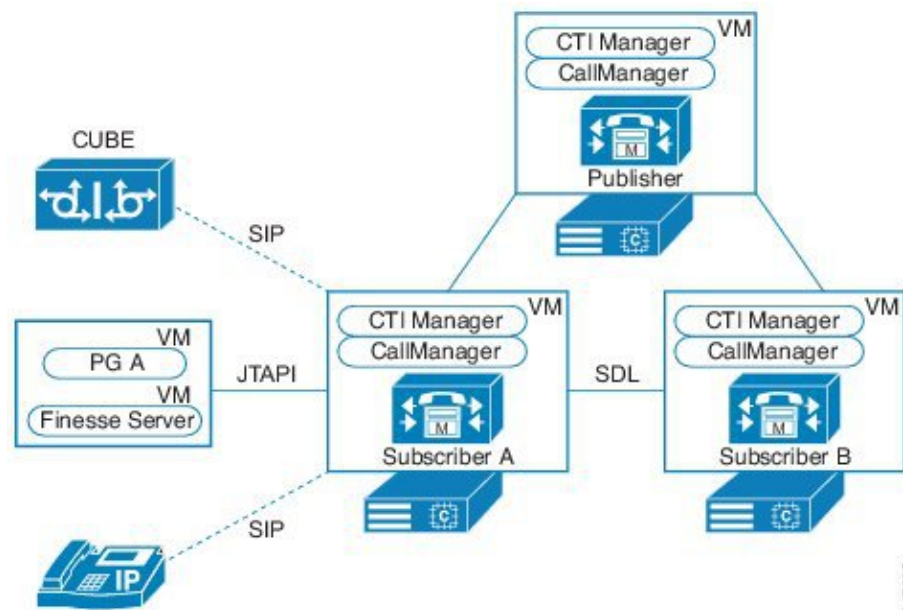 CTI Manager
VM
CallManager
M
Publisher
C
CUBE
SIP
VM
PG A
VM
Finesse Server
JTAPI
CTI Manager
VM
CallManager
M
Subscriber A
C
SDL
CTI Manager
VM
CallManager
M
Subscriber B
C
SIP
IP